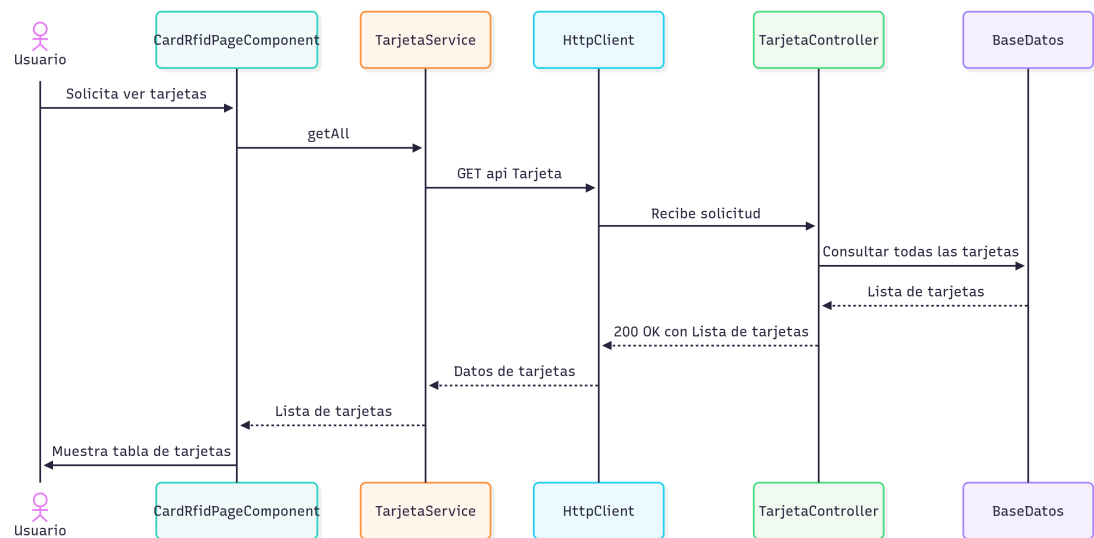 Usuario
CardRfidPageComponent
TarjetaService
HttpClient
TarjetaController
BaseDatos
Solicita ver tarjetas
getAll
GET api Tarjeta
Recibe solicitud
Consultar todas las tarjetas
Lista de tarjetas
200 OK con Lista de tarjetas
Datos de tarjetas
Lista de tarjetas
Muestra tabla de tarjetas
Usuario
CardRfidPageComponent
TarjetaService
HttpClient
TarjetaController
BaseDatos